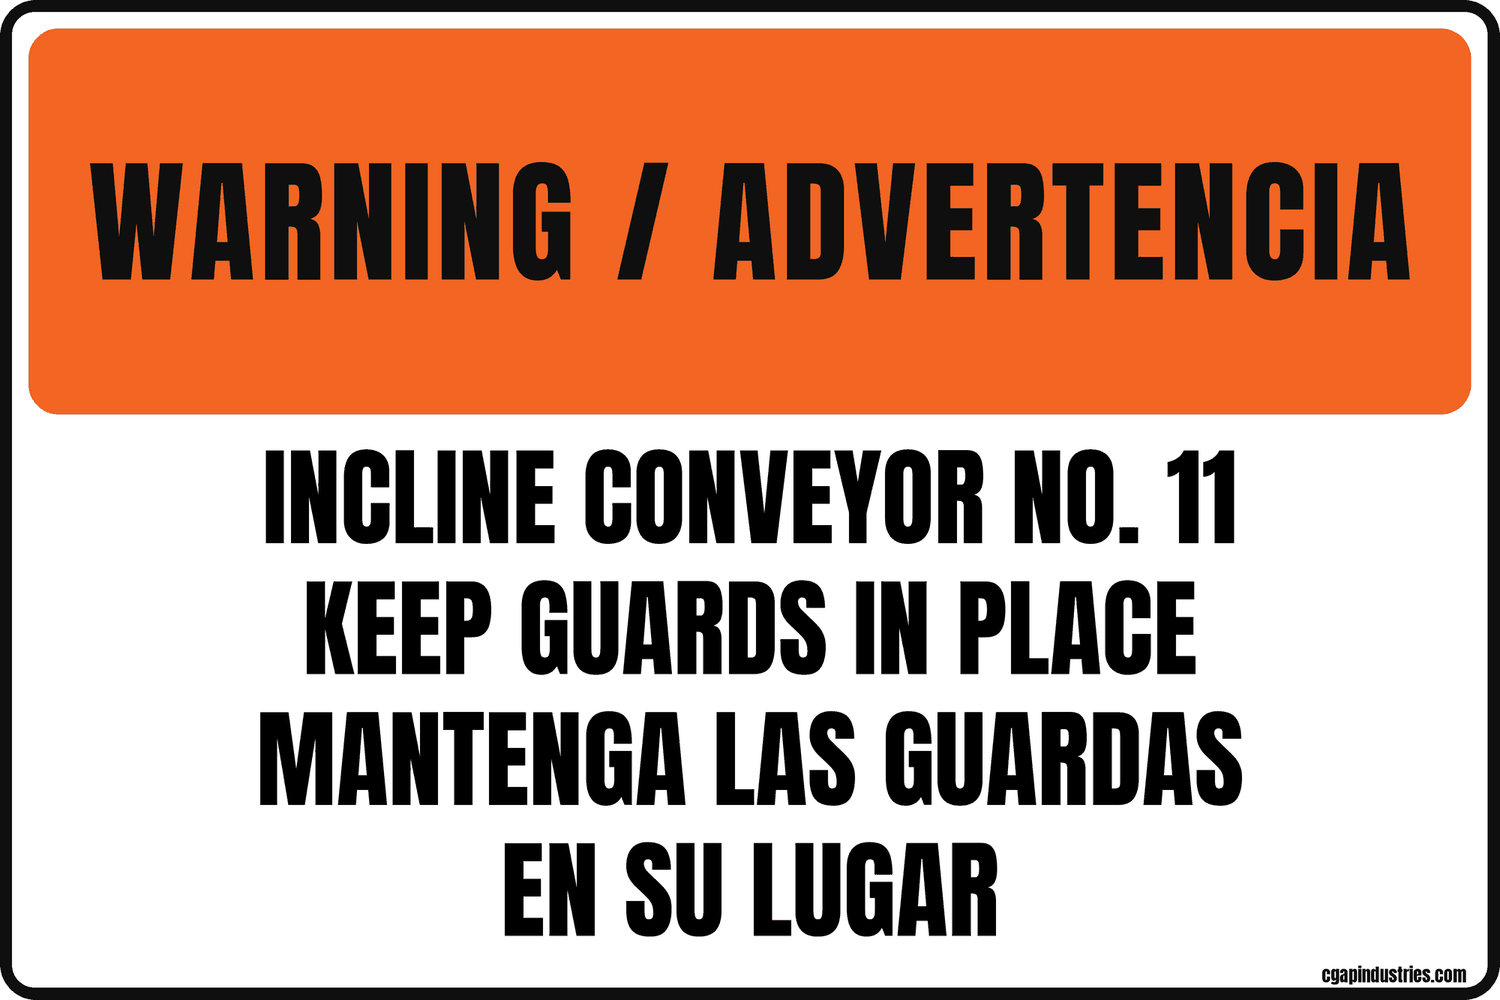 WARNING / ADVERTENCIA
INCLINE CONVEYOR NO. 11
KEEP GUARDS IN PLACE
MANTENGA LAS GUARDAS
EN SU LUGAR
cgapindustries.com